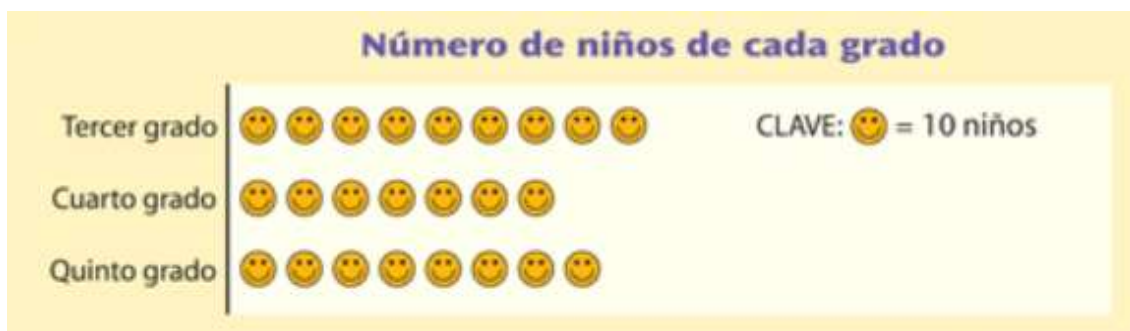 Número de niños de cada grado
Tercer grado
CLAVE: = 10 niños
Cuarto grado
Quinto grado